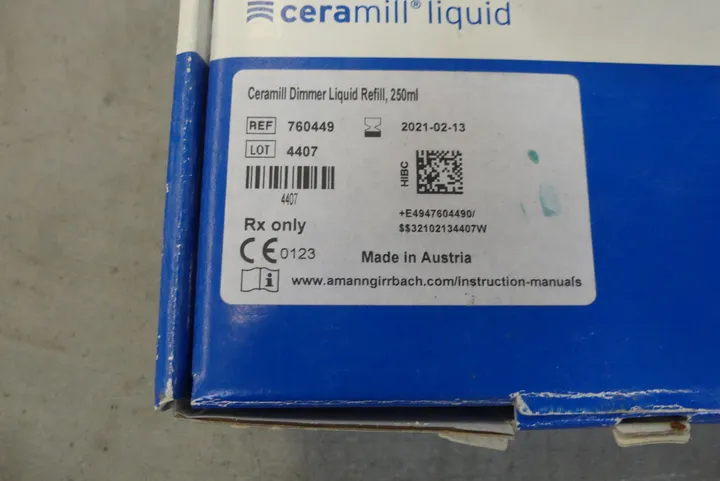 ceramill® liquid
Ceramill Dimmer Liquid Refill, 250ml
REF 760449 2021-02-13
LOT 4407
HIBC
4407
+E4947604490/
$$32102134407W
Rx only
CE 0123 Made in Austria
www.amanngirrbach.com/instruction-manuals